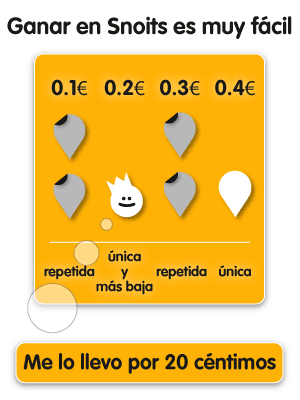 Ganar en Snoits es muy fácil
0.1€ 0.2€ 0.3€ 0.4€
repetida
única
y
más baja
repetida
única
Me lo llevo por 20 céntimos